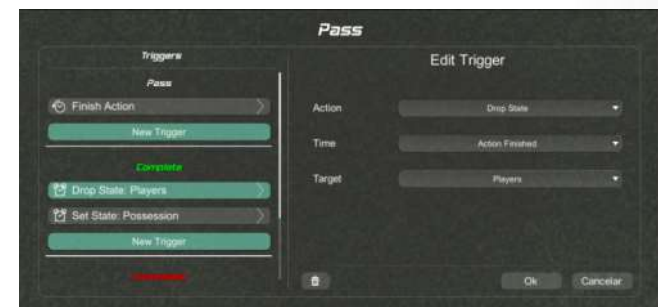 Pass
Triggers
Pass
Finish Action
New Trigger
Complete
Drop State: Players
Set State: Possession
New Trigger
Edit Trigger
Action
Drop State
Time
Action Finished
Target
Players
Ok
Cancelar